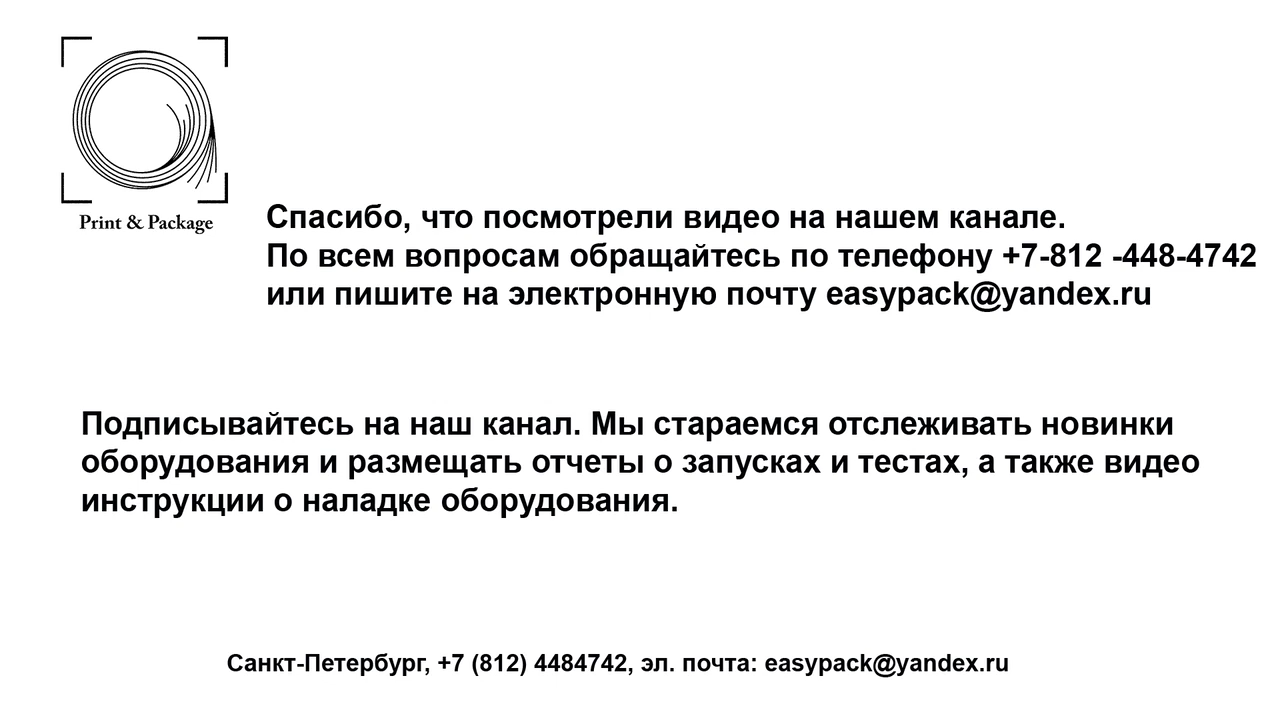 Print & Package
Спасибо, что посмотрели видео на нашем канале.
По всем вопросам обращайтесь по телефону +7-812 -448-4742
или пишите на электронную почту easypack@yandex.ru
Подписывайтесь на наш канал. Мы стараемся отслеживать новинки
оборудования и размещать отчеты о запусках и тестах, а также видео
инструкции о наладке оборудования.
Санкт-Петербург, +7 (812) 4484742, эл. почта: easypack@yandex.ru